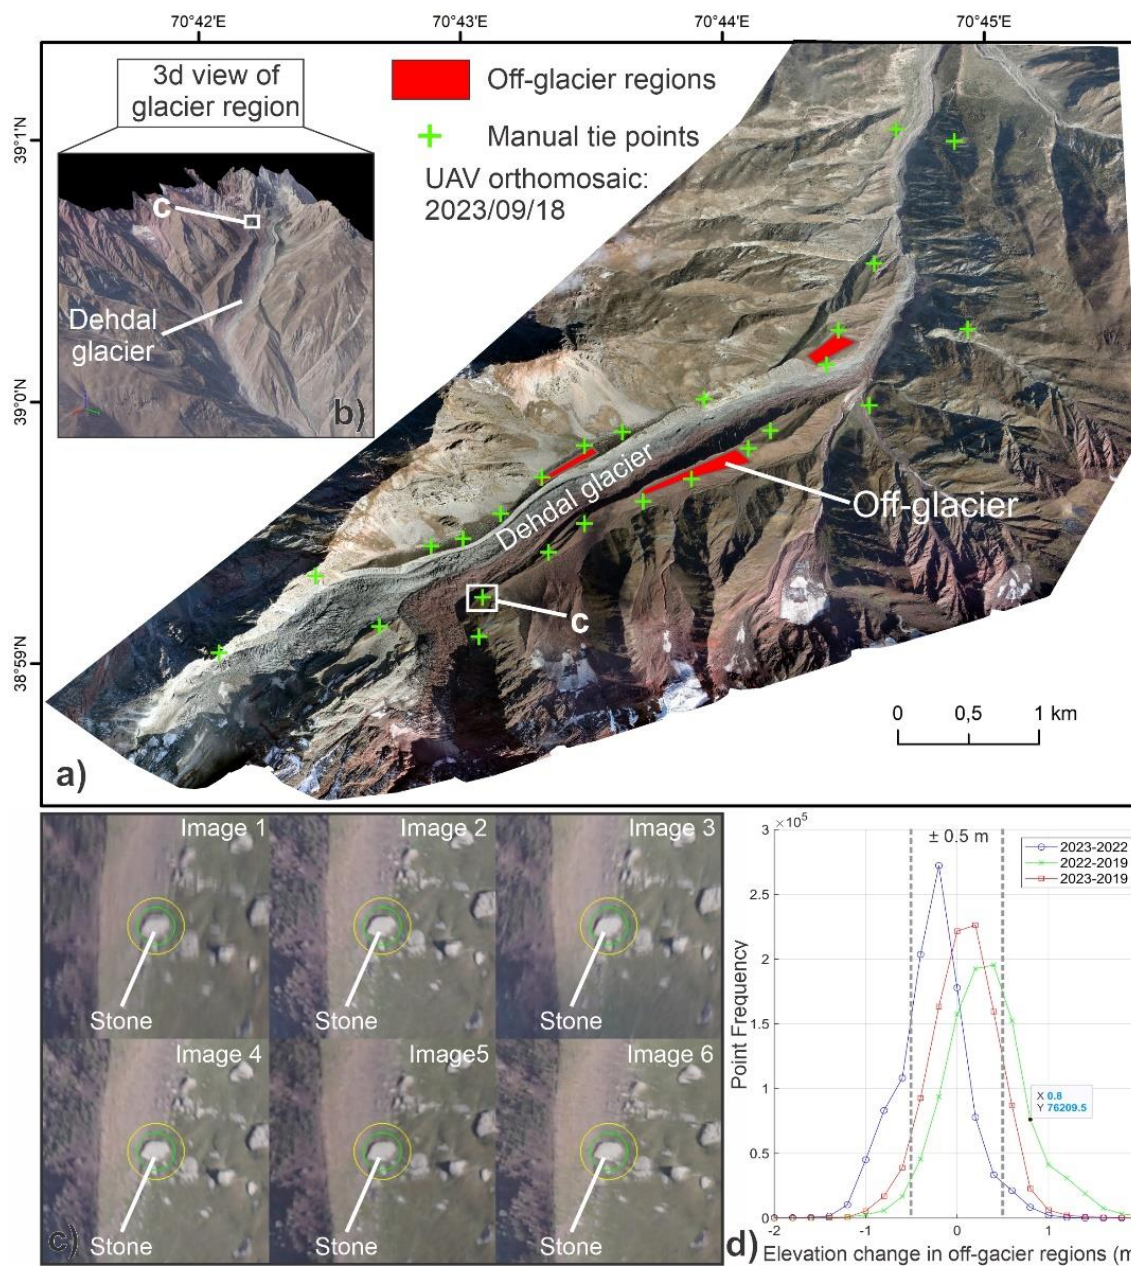 70°42'E
70°43'E
70°44'E
70°45'E
39°1'N
39°0'N
38°59'N
3d view of
glacier region
Off-glacier regions
Manual tie points
UAV orthomosaic:
2023/09/18
c
Dehdal
glacier
b)
Dehdal glacier
Off-glacier
c
0
0,5
1 km
a)
Image 1
Stone
Image 2
Stone
Image 3
Stone
Image 4
Stone
Image5
Stone
Image 6
Stone
c)
×10⁵
3
2.5
2
1.5
1
0.5
0
Point Frequency
± 0.5 m
2023-2022
2022-2019
2023-2019
X 0.8
Y 76209.5
-2
-1
0
1
d)
Elevation change in off-gacier regions (m